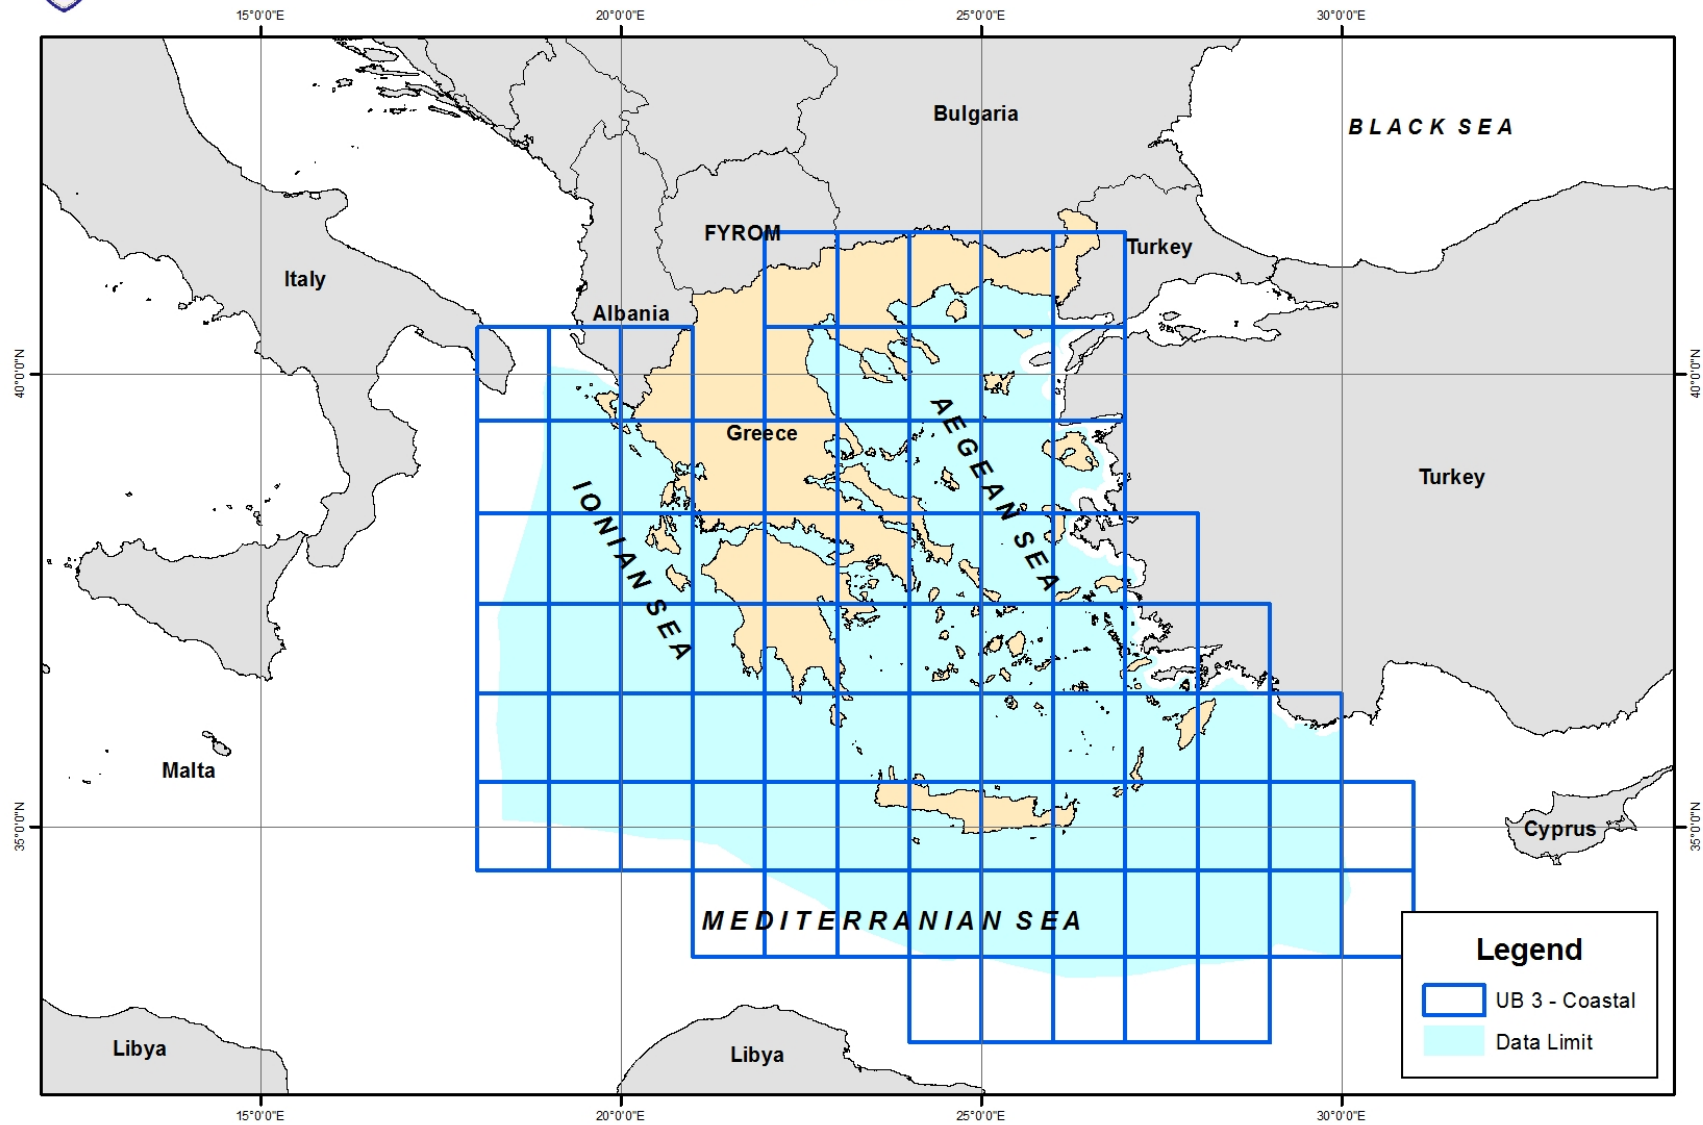 15°0'0"E 20°0'0"E 25°0'0"E 30°0'0"E
Bulgaria
BLACK SEA
FYROM
Turkey
Italy
Albania
40°0'0"N
40°0'0"N
AEGEAN SEA
Greece
Turkey
IONIAN SEA
Malta
35°0'0"N
35°0'0"N
Cyprus
MEDITERRANIAN SEA
Legend
UB 3 - Coastal
Data Limit
Libya
Libya
15°0'0"E 20°0'0"E 25°0'0"E 30°0'0"E